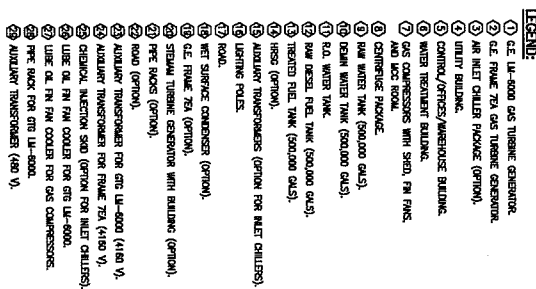 LEGEND:
1 G.E. LM-6000 GAS TURBINE GENERATOR.
2 G.E. FRAME 7EA GAS TURBINE GENERATOR.
3 AIR INLET CHILLER PACKAGE (OPTION).
4 UTILITY BUILDING.
5 CONTROL/OFFICES/WAREHOUSE BUILDING.
6 WATER TREATMENT BUILDING.
7 GAS COMPRESSORS WITH SHED, FIN FANS.
AND MCC ROOM.
8 CENTRIFUGE PACKAGE.
9 RAW WATER TANK (500,000 GALS).
10 DEMIN WATER TANK (500,000 GALS).
11 R.O. WATER TANK.
12 RAW DIESEL FUEL TANK (500,000 GALS).
13 TREATED FUEL TANK (500,000 GALS).
14 HRSG (OPTION).
15 AUXILIARY TRANSFORMERS (OPTION FOR INLET CHILLERS).
16 LIGHTING POLES.
17 ROAD.
18 WET SURFACE CONDENSER (OPTION).
19 G.E. FRAME 7EA (OPTION).
20 STEMAM TURBINE GENERATOR WITH BUILDING (OPTION).
21 PIPE RACKS (OPTION).
22 ROAD (OPTION).
23 AUXILIARY TRANSFORMER FOR GTG LM-6000 (4160 V).
24 AUXILIARY TRANSFORMER FOR FRAME 7EA (4160 V).
25 CHEMICAL INJECTION SKID (OPTION FOR INLET CHILLERS).
26 LUBE OIL FIN FAN COOLER FOR GTG LM-6000.
27 LUBE OIL FIN FAN COOLER FOR GAS COMPRESSORS.
28 PIPE RACK FOR GTG LM-6000.
29 AUXILIARY TRANSFORMER (480 V).